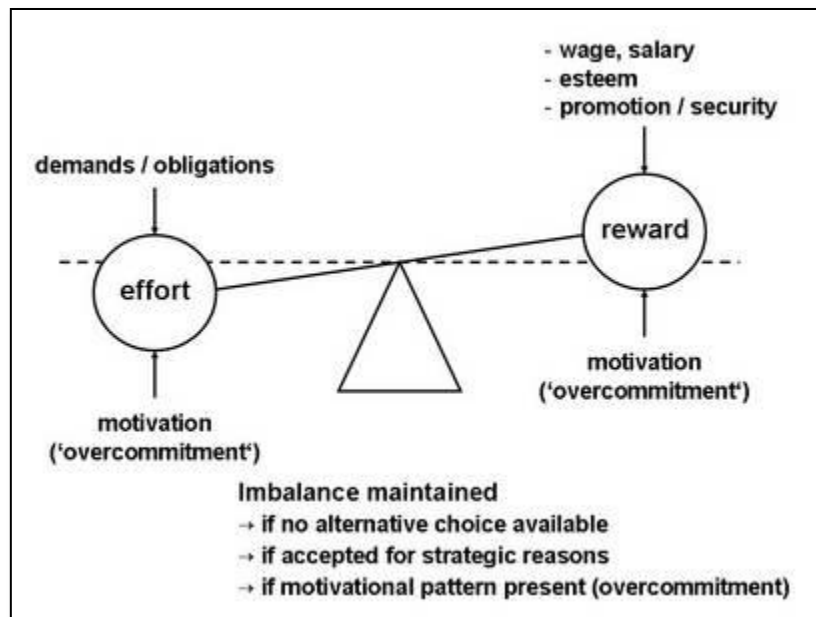 - wage, salary
- esteem
- promotion / security
demands / obligations
reward
effort
motivation
(‘overcommitment‘)
motivation
(‘overcommitment‘)
Imbalance maintained
→ if no alternative choice available
→ if accepted for strategic reasons
→ if motivational pattern present (overcommitment)